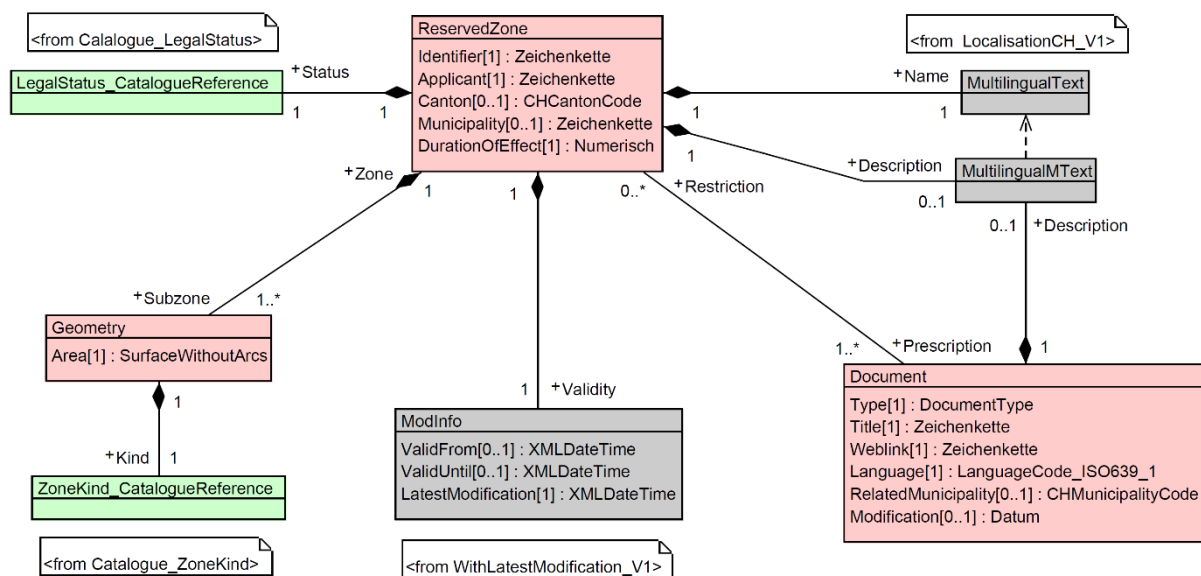 <from Calalogue_LegalStatus>
LegalStatus_CatalogueReference
+Status
1
1
ReservedZone
Identifier[1] : Zeichenkette
Applicant[1] : Zeichenkette
Canton[0..1] : CHCantonCode
Municipality[0..1] : Zeichenkette
DurationOfEffect[1] : Numerisch
<from LocalisationCH_V1>
+Name
1
1
MultilingualText
1
+Description
0..1
MultilingualMText
0..1
+Description
+Zone
1
1
0..*
+Restriction
+Subzone
1..*
Geometry
Area[1] : SurfaceWithoutArcs
1
+Kind
1
ZoneKind_CatalogueReference
<from Catalogue_ZoneKind>
1
+Validity
ModInfo
ValidFrom[0..1] : XMLDateTime
ValidUntil[0..1] : XMLDateTime
LatestModification[1] : XMLDateTime
<from WithLatestModification_V1>
1..*
+Prescription
1
Document
Type[1] : DocumentType
Title[1] : Zeichenkette
Weblink[1] : Zeichenkette
Language[1] : LanguageCode_ISO639_1
RelatedMunicipality[0..1] : CHMunicipalityCode
Modification[0..1] : Datum